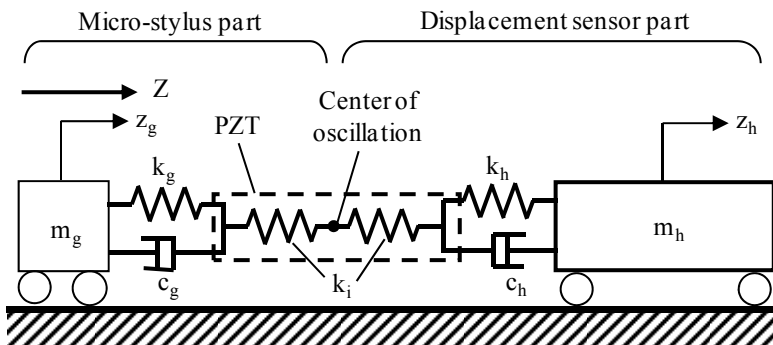 Micro-stylus part
Displacement sensor part
Z
Center of
oscillation
z_g
PZT
z_h
k_g
k_h
m_g
m_h
c_g
k_i
c_h